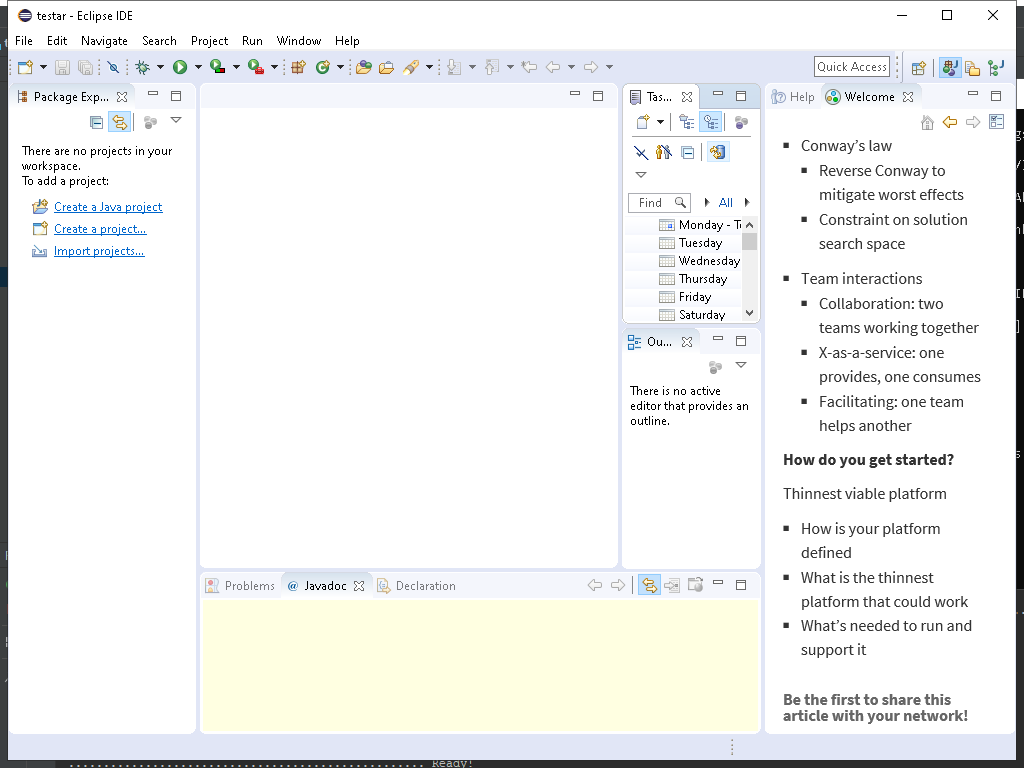 testar - Eclipse IDE
File Edit Navigate Search Project Run Window Help
Quick Access
Package Exp...
There are no projects in your
workspace.
To add a project:
Create a Java project
Create a project...
Import projects...
Tas...
Find
All
Monday - T
Tuesday
Wednesday
Thursday
Friday
Saturday
Ou...
There is no active
editor that provides an
outline.
Problems @ Javadoc Declaration
Help Welcome
Conway's law
Reverse Conway to
mitigate worst effects
Constraint on solution
search space
Team interactions
Collaboration: two
teams working together
X-as-a-service: one
provides, one consumes
Facilitating: one team
helps another
How do you get started?
Thinnest viable platform
How is your platform
defined
What is the thinnest
platform that could work
What's needed to run and
support it
Be the first to share this
article with your network!
Ready!